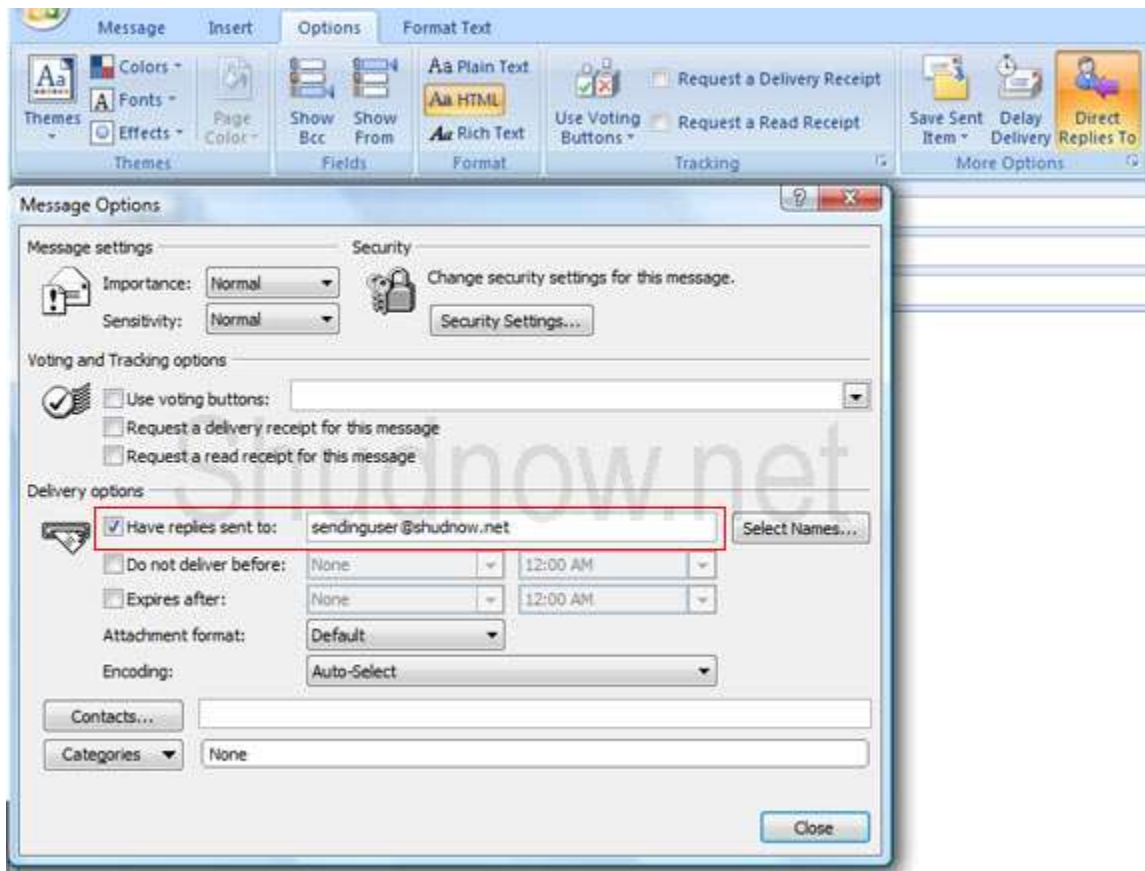 Message Insert Options Format Text
Themes
Colors
Fonts
Effects
Page Color
Themes
Show Bcc
Show From
Fields
Aa Plain Text
Aa HTML
Aa Rich Text
Format
Use Voting Buttons
Request a Delivery Receipt
Request a Read Receipt
Tracking
Save Sent Item
Delay Delivery
Direct Replies To
More Options
Message Options
Message settings
Security
Importance: Normal
Change security settings for this message.
Sensitivity: Normal
Security Settings...
Voting and Tracking options
Use voting buttons:
Request a delivery receipt for this message
Request a read receipt for this message
Shudnow.net
Delivery options
Have replies sent to: sendinguser@shudnow.net Select Names...
Do not deliver before: None 12:00 AM
Expires after: None 12:00 AM
Attachment format: Default
Encoding: Auto-Select
Contacts...
Categories None
Close